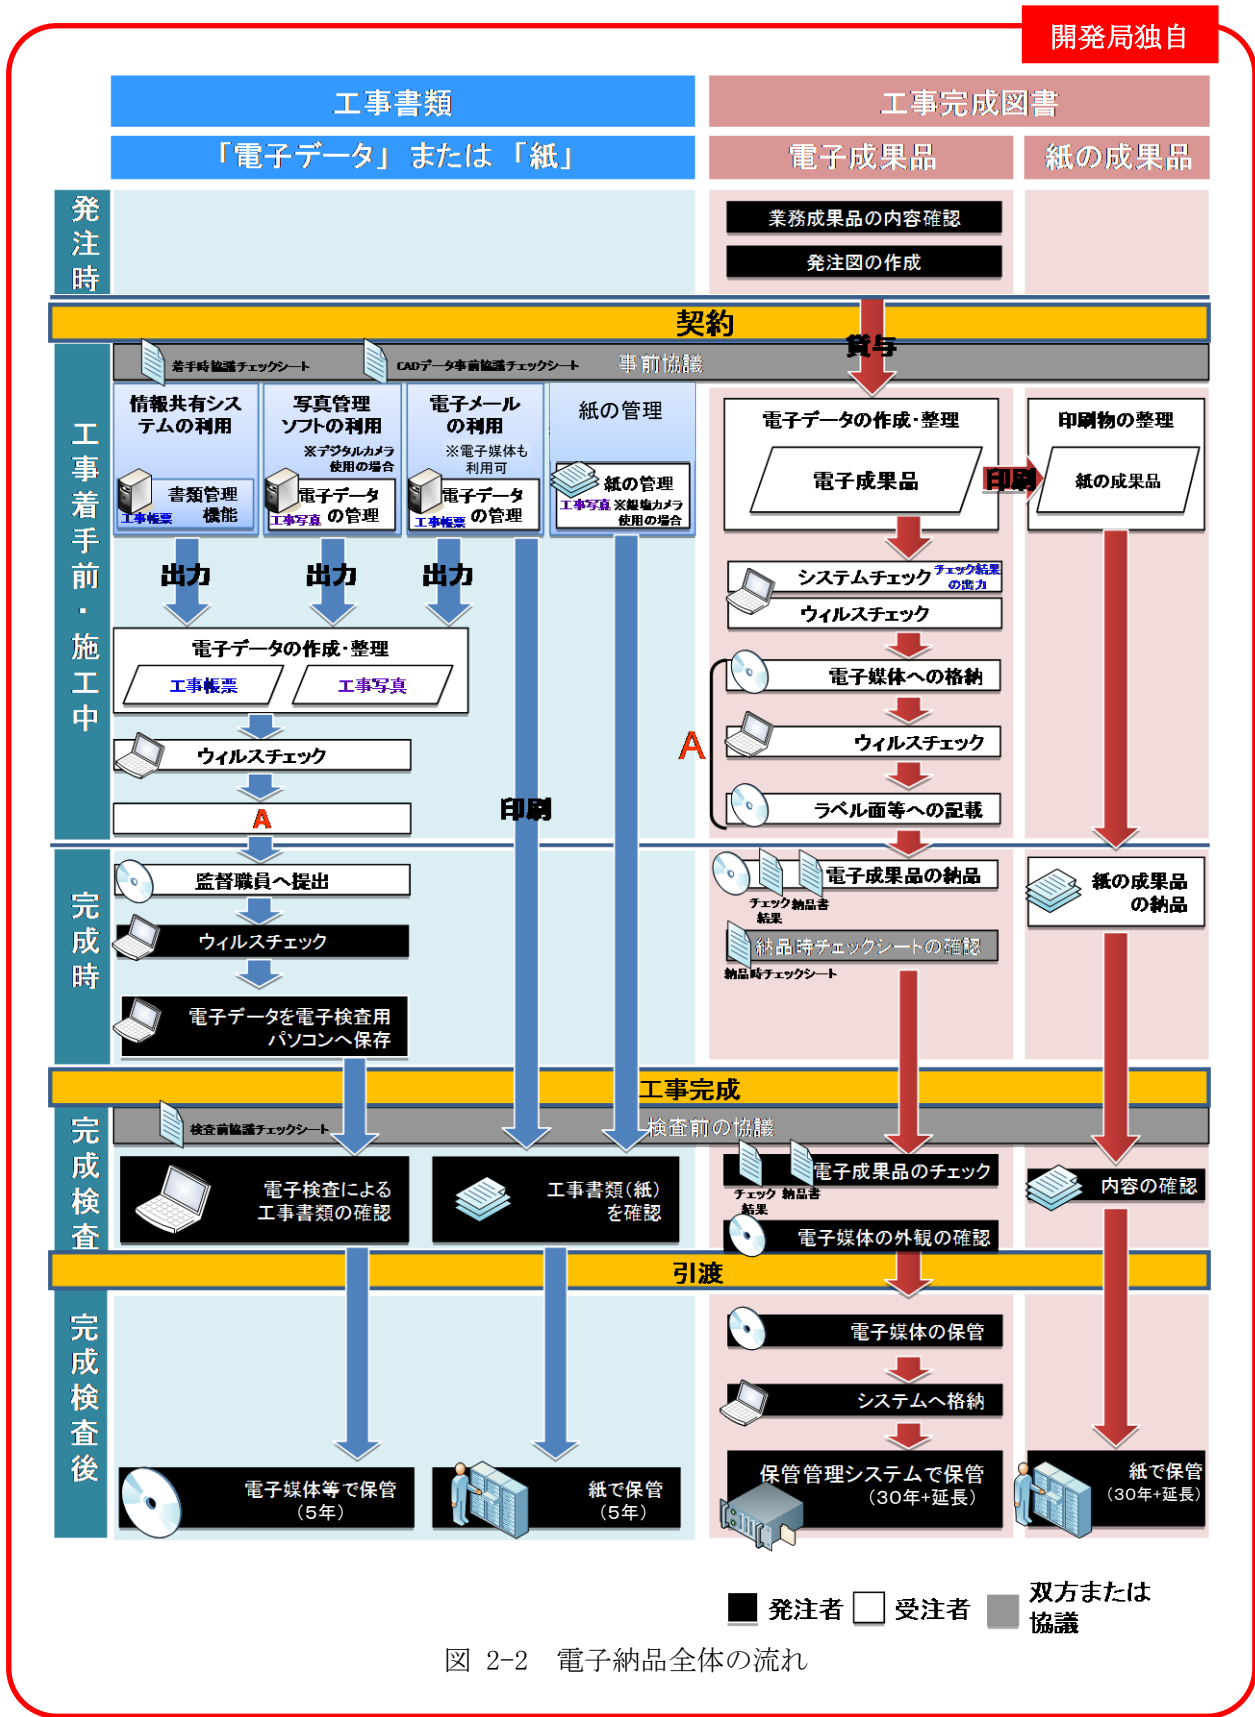 開発局独自
工事書類
工事完成図書
「電子データ」 または 「紙」
電子成果品
紙の成果品
発注時
業務成果品の内容確認
発注図の作成
契約
貸与
工事着手前・施工中
着手時協議チェックシート
CADデータ事前協議チェックシート
事前協議
情報共有シス
テムの利用
書類管理
機能
工事帳票
写真管理
ソフトの利用
※デジタルカメラ
使用の場合
電子データ
の管理
工事写真
電子メール
の利用
※電子媒体も
利用可
電子データ
の管理
工事帳票
紙の管理
紙の管理
工事写真 ※銀塩カメラ
使用の場合
電子データの作成・整理
電子成果品
印刷
印刷物の整理
紙の成果品
出力
出力
出力
システムチェック
チェック結果
の出力
ウィルスチェック
電子データの作成・整理
工事帳票
工事写真
電子媒体への格納
ウィルスチェック
A
ウィルスチェック
ラベル面等への記載
A
印刷
完成時
監督職員へ提出
電子成果品の納品
チェック
結果
納品書
紙の成果品
の納品
ウィルスチェック
納品時チェックシートの確認
納品時チェックシート
電子データを電子検査用
パソコンへ保存
工事完成
完成検査
検査前協議チェックシート
検査前の協議
電子検査による
工事書類の確認
工事書類(紙)
を確認
電子成果品のチェック
チェック
結果
納品書
内容の確認
電子媒体の外観の確認
引渡
完成検査後
電子媒体の保管
システムへ格納
電子媒体等で保管
(5年)
紙で保管
(5年)
保管管理システムで保管
(30年+延長)
紙で保管
(30年+延長)
発注者
受注者
双方または
協議
図 2-2 電子納品全体の流れ